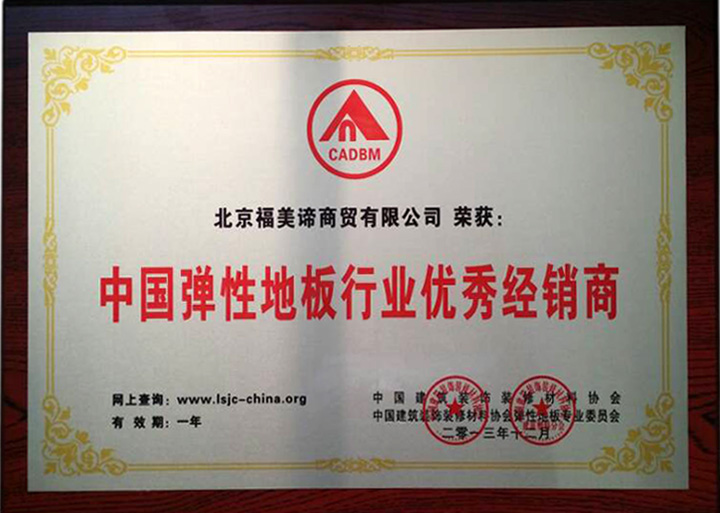 CADBM
北京福美谛商贸有限公司 荣获：
中国弹性地板行业优秀经销商
网上查询：www.lsjc-china.org
有 效 期：一年
中国建筑装饰装修材料协会
中国建筑装饰装修材料协会弹性地板专业委员会
二零一三年十二月